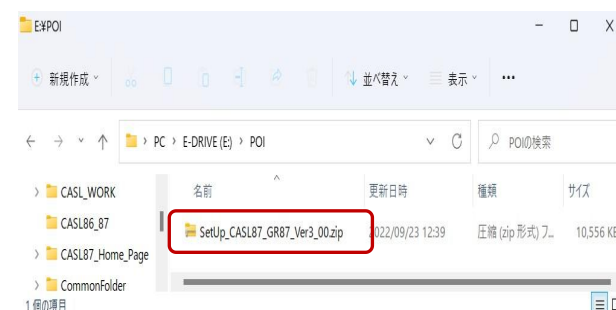 E:¥POI
新規作成
並べ替え
表示
PC > E-DRIVE (E:) > POI
POIの検索
CASL_WORK
CASL86_87
CASL87_Home_Page
CommonFolder
名前 更新日時 種類 サイズ
SetUp_CASL87_GR87_Ver3_00.zip 2022/09/23 12:39 圧縮 (zip 形式) フ... 10,556 KB
1 個の項目